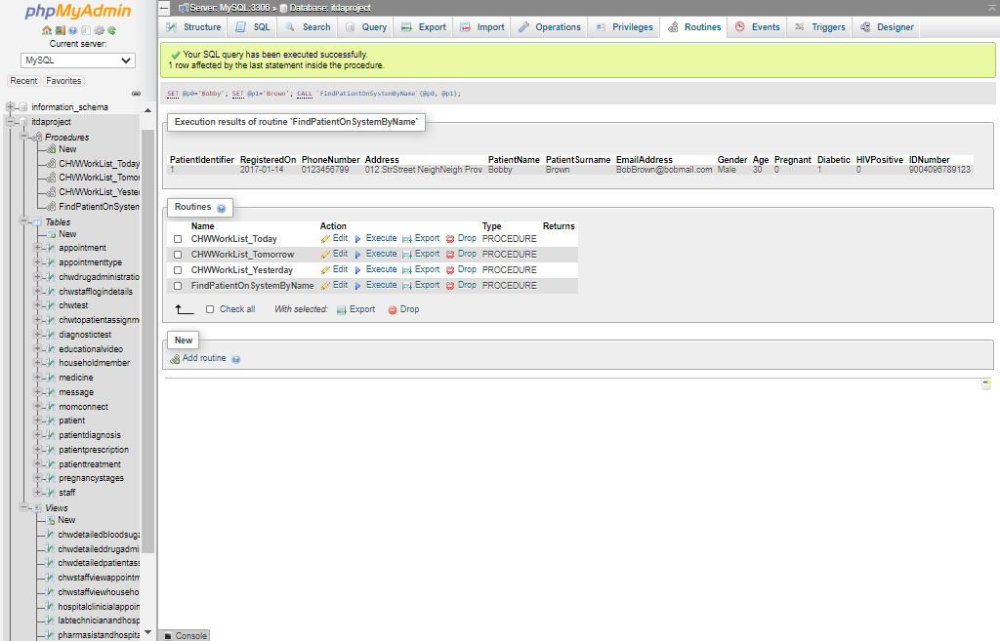 phpMyAdmin
Current server:
MySQL
Recent Favorites
information_schema
itdaproject
Procedures
New
CHWWorkList_Today
CHWWorkList_Tomor
CHWWorkList_Yester
FindPatientOnSystem
Tables
New
appointment
appointmenttype
chwdrugadministratio
chwstafflogindetails
chwtest
chwtopatientassignm
diagnostictest
educationalvideo
householdmember
medicine
message
momconnect
patient
patientdiagnosis
patientprescription
patienttreatment
pregnancystages
staff
Views
New
chwdetailedbloodsuga
chwdetaileddrugadmi
chwdetailedpatientass
chwstaffviewappointm
chwstaffviewhouseho
hospitalclinicialappoin
labtechnicianandhosp
pharmasistandhospita
Server: MySQL:3306 » Database: itdaproject
Structure SQL Search Query Export Import Operations Privileges Routines Events Triggers Designer
Your SQL query has been executed successfully.
1 row affected by the last statement inside the procedure.
SET @p0='Bobby'; SET @p1='Brown'; CALL `FindPatientOnSystemByName`(@p0, @p1);
Execution results of routine `FindPatientOnSystemByName`
PatientIdentifier RegisteredOn PhoneNumber Address PatientName PatientSurname EmailAddress Gender Age Pregnant Diabetic HIVPositive IDNumber
1 2017-01-14 0123456799 012 StrStreet NeighNeigh Prov Bobby Brown BobBrown@bobmail.com Male 30 0 1 0 9004096789123
Routines
Name Action Type Returns
CHWWorkList_Today Edit Execute Export Drop PROCEDURE
CHWWorkList_Tomorrow Edit Execute Export Drop PROCEDURE
CHWWorkList_Yesterday Edit Execute Export Drop PROCEDURE
FindPatientOnSystemByName Edit Execute Export Drop PROCEDURE
Check all With selected: Export Drop
New
Add routine
Console